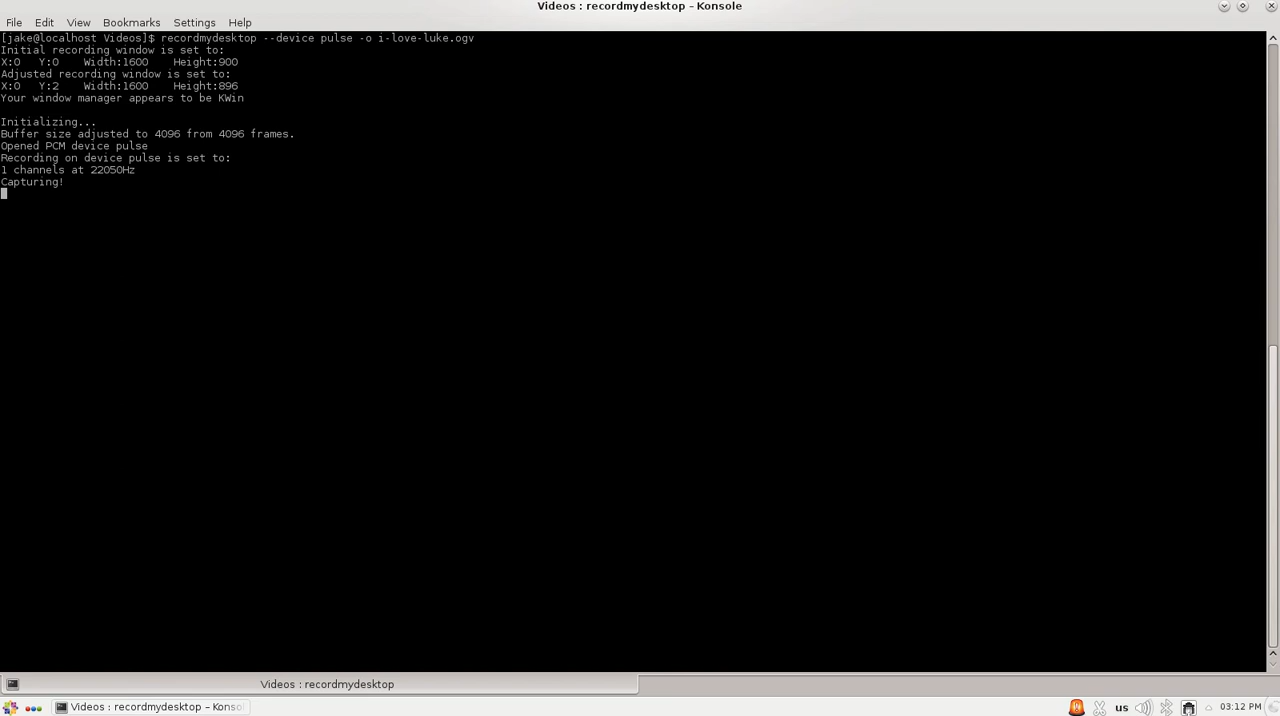 Videos : recordmydesktop – Konsole
File Edit View Bookmarks Settings Help
[jake@localhost Videos]$ recordmydesktop --device pulse -o i-love-luke.ogv
Initial recording window is set to:
X:0   Y:0    Width:1600    Height:900
Adjusted recording window is set to:
X:0   Y:2    Width:1600    Height:896
Your window manager appears to be KWin
Initializing...
Buffer size adjusted to 4096 from 4096 frames.
Opened PCM device pulse
Recording on device pulse is set to:
1 channels at 22050Hz
Capturing!
Videos : recordmydesktop
Videos : recordmydesktop – Konso
us
03:12 PM